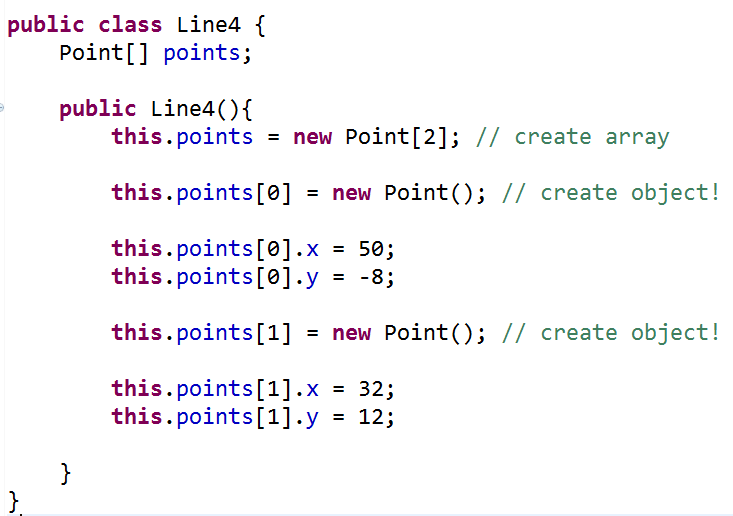 public class Line4 {
Point[] points;
public Line4(){
this.points = new Point[2]; // create array
this.points[0] = new Point(); // create object!
this.points[0].x = 50;
this.points[0].y = -8;
this.points[1] = new Point(); // create object!
this.points[1].x = 32;
this.points[1].y = 12;
}
}